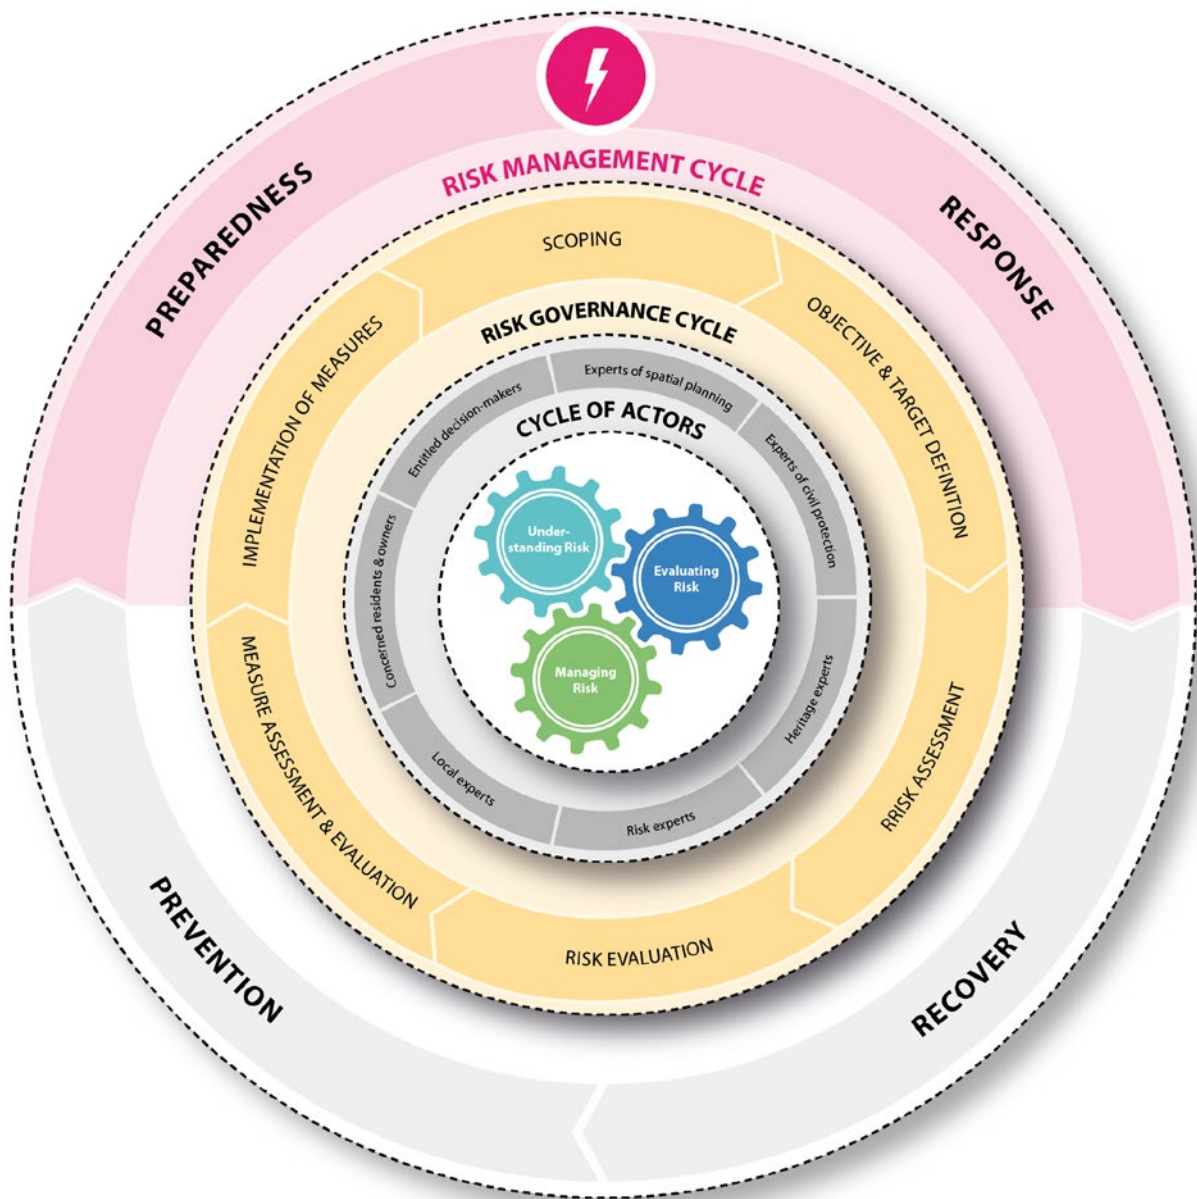 RISK MANAGEMENT CYCLE
PREPAREDNESS
RESPONSE
RECOVERY
PREVENTION
RISK GOVERNANCE CYCLE
SCOPING
OBJECTIVE & TARGET DEFINITION
RRISK ASSESSMENT
RISK EVALUATION
MEASURE ASSESSMENT & EVALUATION
IMPLEMENTATION OF MEASURES
CYCLE OF ACTORS
Experts of spatial planning
Experts of civil protection
Heritage experts
Risk experts
Local experts
Concerned residents & owners
Entitled decision-makers
Under-
standing Risk
Evaluating
Risk
Managing
Risk